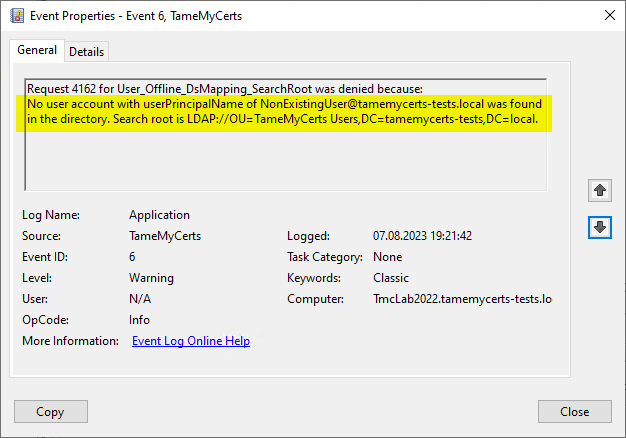 Event Properties - Event 6, TameMyCerts
General
Details
Request 4162 for User_Offline_DsMapping_SearchRoot was denied because:
No user account with userPrincipalName of NonExistingUser@tamemycerts-tests.local was found
in the directory. Search root is LDAP://OU=TameMyCerts Users,DC=tamemycerts-tests,DC=local.
Log Name: Application
Source: TameMyCerts Logged: 07.08.2023 19:21:42
Event ID: 6 Task Category: None
Level: Warning Keywords: Classic
User: N/A Computer: TmcLab2022.tamemycerts-tests.lo
OpCode: Info
More Information: Event Log Online Help
Copy Close